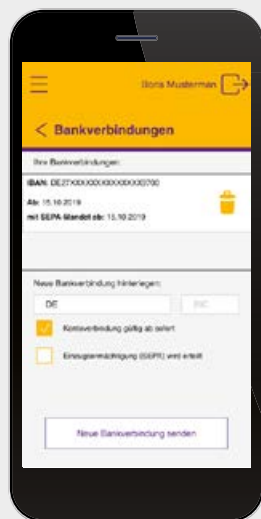 Boris Musterman
< Bankverbindungen
Ihre Bankverbindungen:
IBAN: DE27XXXXXXXXXXXXXXX3700
Ab: 15.10.2019
mit SEPA-Mandat ab: 15.10.2019
Neue Bankverbindung hinterlegen:
DE BIC
Kontoverbindung gültig ab sofort
Einzugsermächtigung (SEPA) wird erteilt
Neue Bankverbindung senden